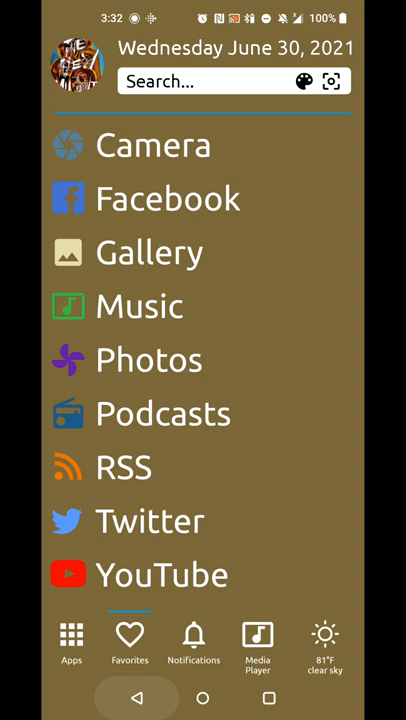 3:32
100%
Wednesday June 30, 2021
Search...
Camera
Facebook
Gallery
Music
Photos
Podcasts
RSS
Twitter
YouTube
Apps
Favorites
Notifications
Media
Player
81°F
clear sky